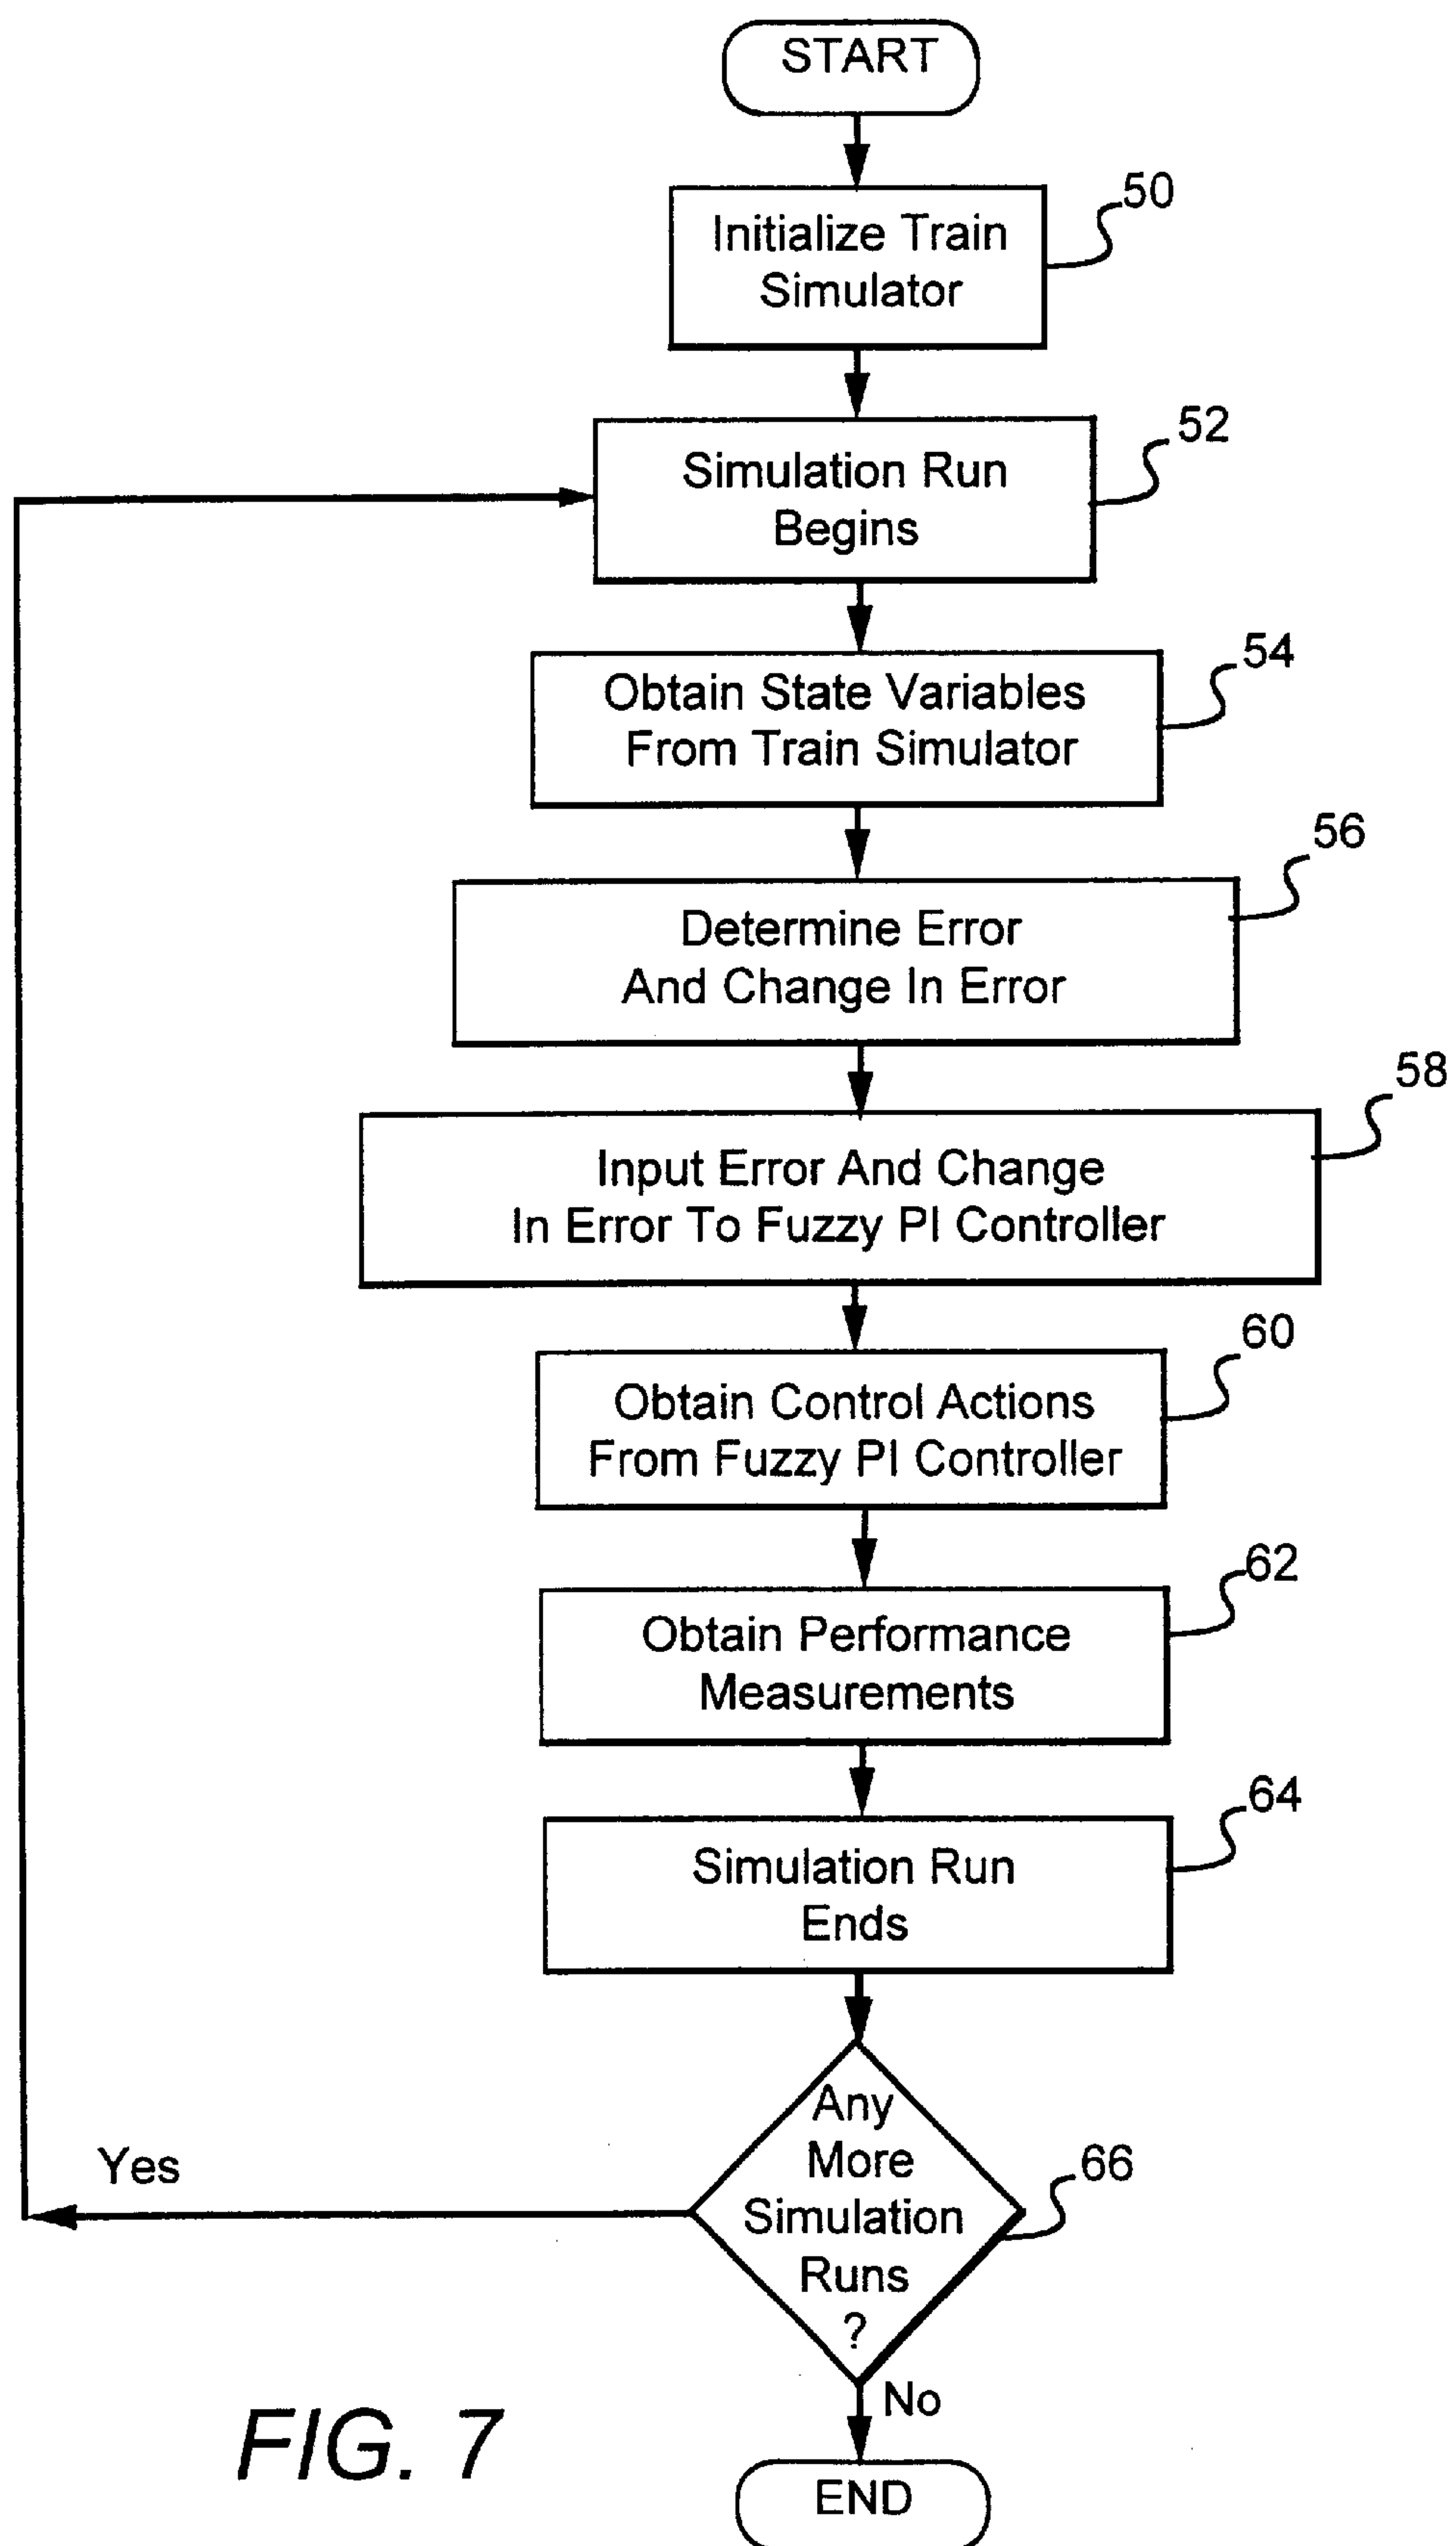 START
50
Initialize Train
Simulator
52
Simulation Run
Begins
54
Obtain State Variables
From Train Simulator
56
Determine Error
And Change In Error
58
Input Error And Change
In Error To Fuzzy PI Controller
60
Obtain Control Actions
From Fuzzy PI Controller
62
Obtain Performance
Measurements
64
Simulation Run
Ends
Any
More
Simulation
Runs
?
66
Yes
No
FIG. 7
END